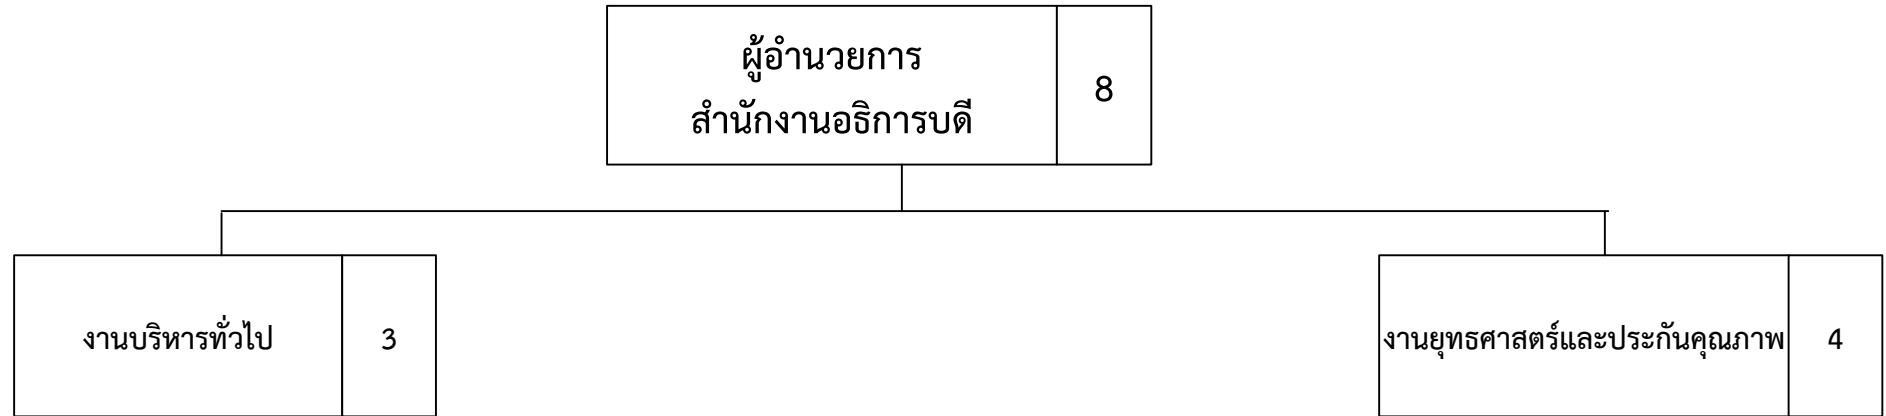 ผู้อำนวยการ
สำนักงานอธิการบดี
8
งานบริหารทั่วไป
3
งานยุทธศาสตร์และประกันคุณภาพ
4